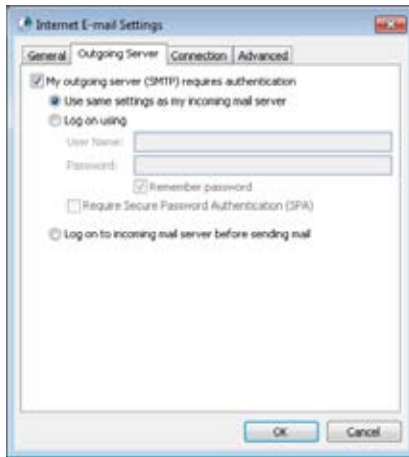 Internet E-mail Settings
General Outgoing Server Connection Advanced
My outgoing server (SMTP) requires authentication
Use same settings as my incoming mail server
Log on using
User Name:
Password:
Remember password
Require Secure Password Authentication (SPA)
Log on to incoming mail server before sending mail
OK Cancel